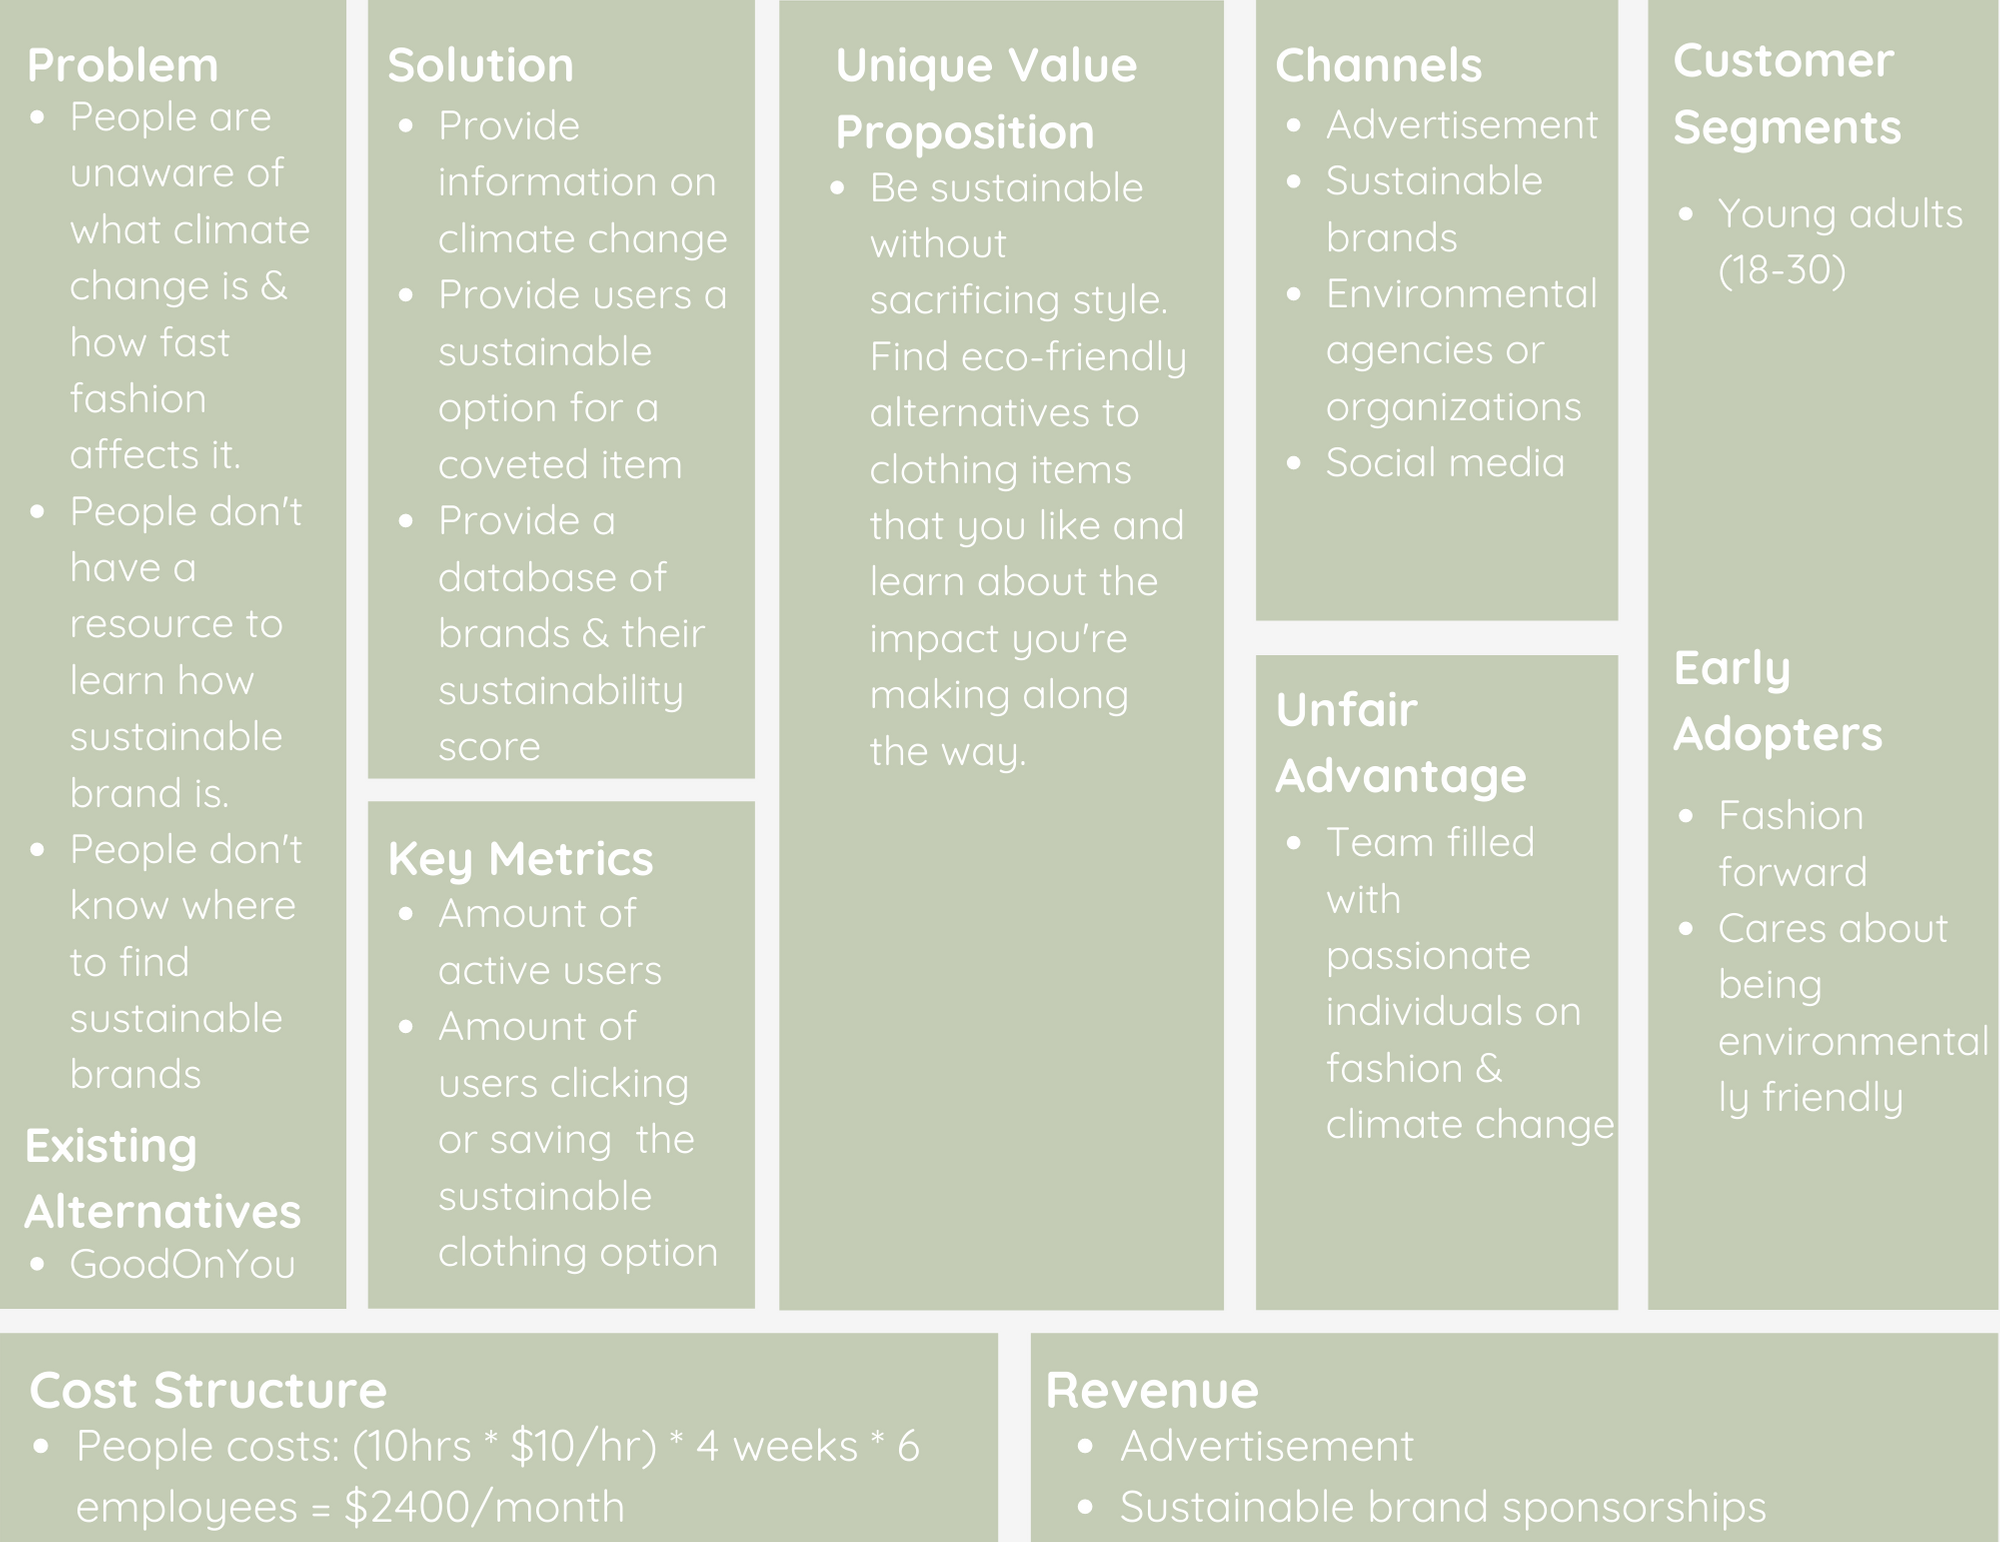 Problem
• People are
unaware of
what climate
change is &
how fast
fashion
affects it.
• People don't
have a
resource to
learn how
sustainable
brand is.
• People don't
know where
to find
sustainable
brands
Existing
Alternatives
• GoodOnYou
Solution
• Provide
information on
climate change
• Provide users a
sustainable
option for a
coveted item
• Provide a
database of
brands & their
sustainability
score
Key Metrics
• Amount of
active users
• Amount of
users clicking
or saving  the
sustainable
clothing option
Unique Value
Proposition
• Be sustainable
without
sacrificing style.
Find eco-friendly
alternatives to
clothing items
that you like and
learn about the
impact you're
making along
the way.
Channels
• Advertisement
• Sustainable
brands
• Environmental
agencies or
organizations
• Social media
Unfair
Advantage
• Team filled
with
passionate
individuals on
fashion &
climate change
Customer
Segments
• Young adults
(18-30)
Early
Adopters
• Fashion
forward
• Cares about
being
environmental
ly friendly
Cost Structure
• People costs: (10hrs * $10/hr) * 4 weeks * 6
employees = $2400/month
Revenue
• Advertisement
• Sustainable brand sponsorships